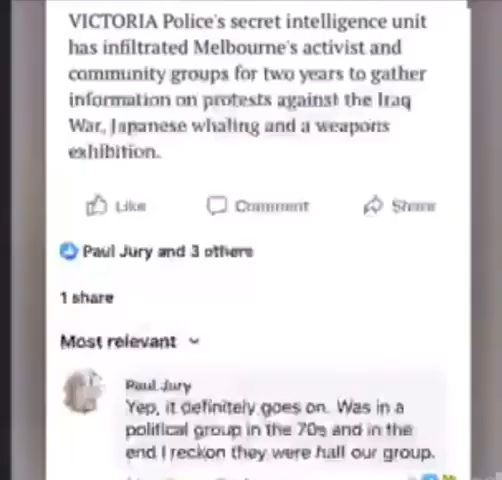 VICTORIA Police's secret intelligence unit
has infiltrated Melbourne's activist and
community groups for two years to gather
information on protests against the Iraq
War, Japanese whaling and a weapons
exhibition.
Like Comment Share
Paul Jury and 3 others
1 share
Most relevant
Paul Jury
Yep, it definitely goes on. Was in a
political group in the 70s and in the
end I reckon they were half our group.